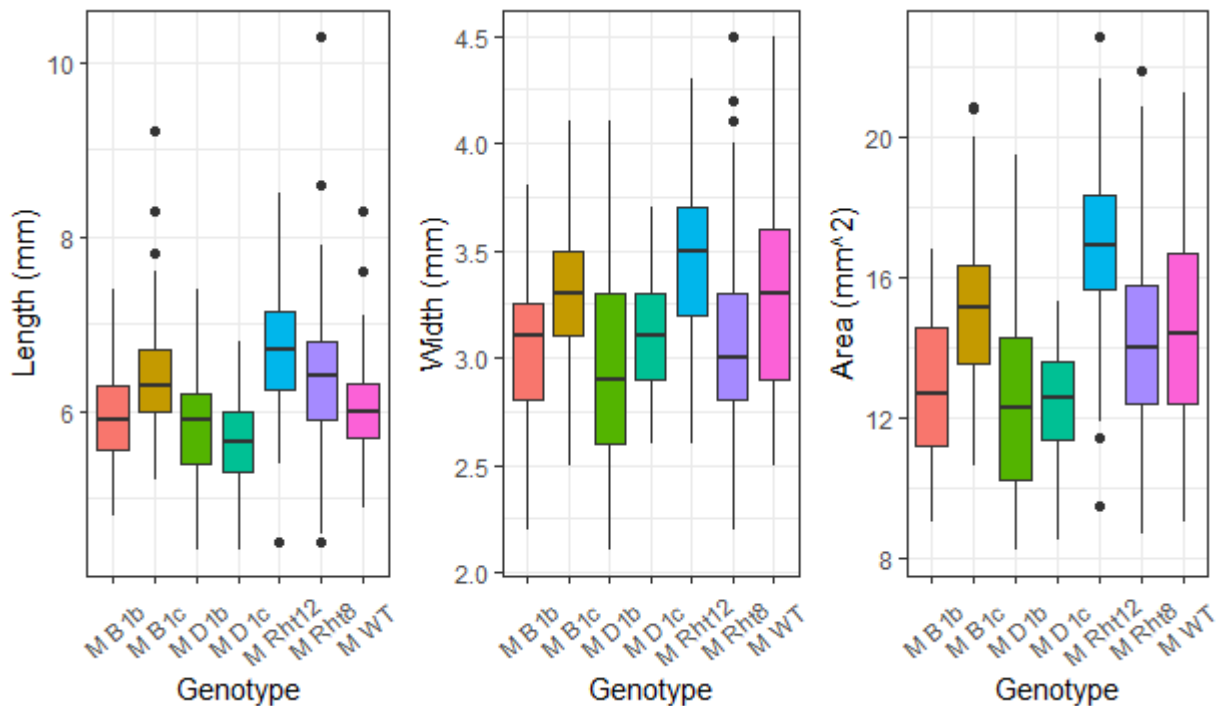 Length (mm)
10
8
6
M B1b
M B1c
M D1b
M D1c
M Rht12
M Rht8
M WT
Genotype
Width (mm)
4.5
4.0
3.5
3.0
2.5
2.0
M B1b
M B1c
M D1b
M D1c
M Rht12
M Rht8
M WT
Genotype
Area (mm^2)
20
16
12
8
M B1b
M B1c
M D1b
M D1c
M Rht12
M Rht8
M WT
Genotype